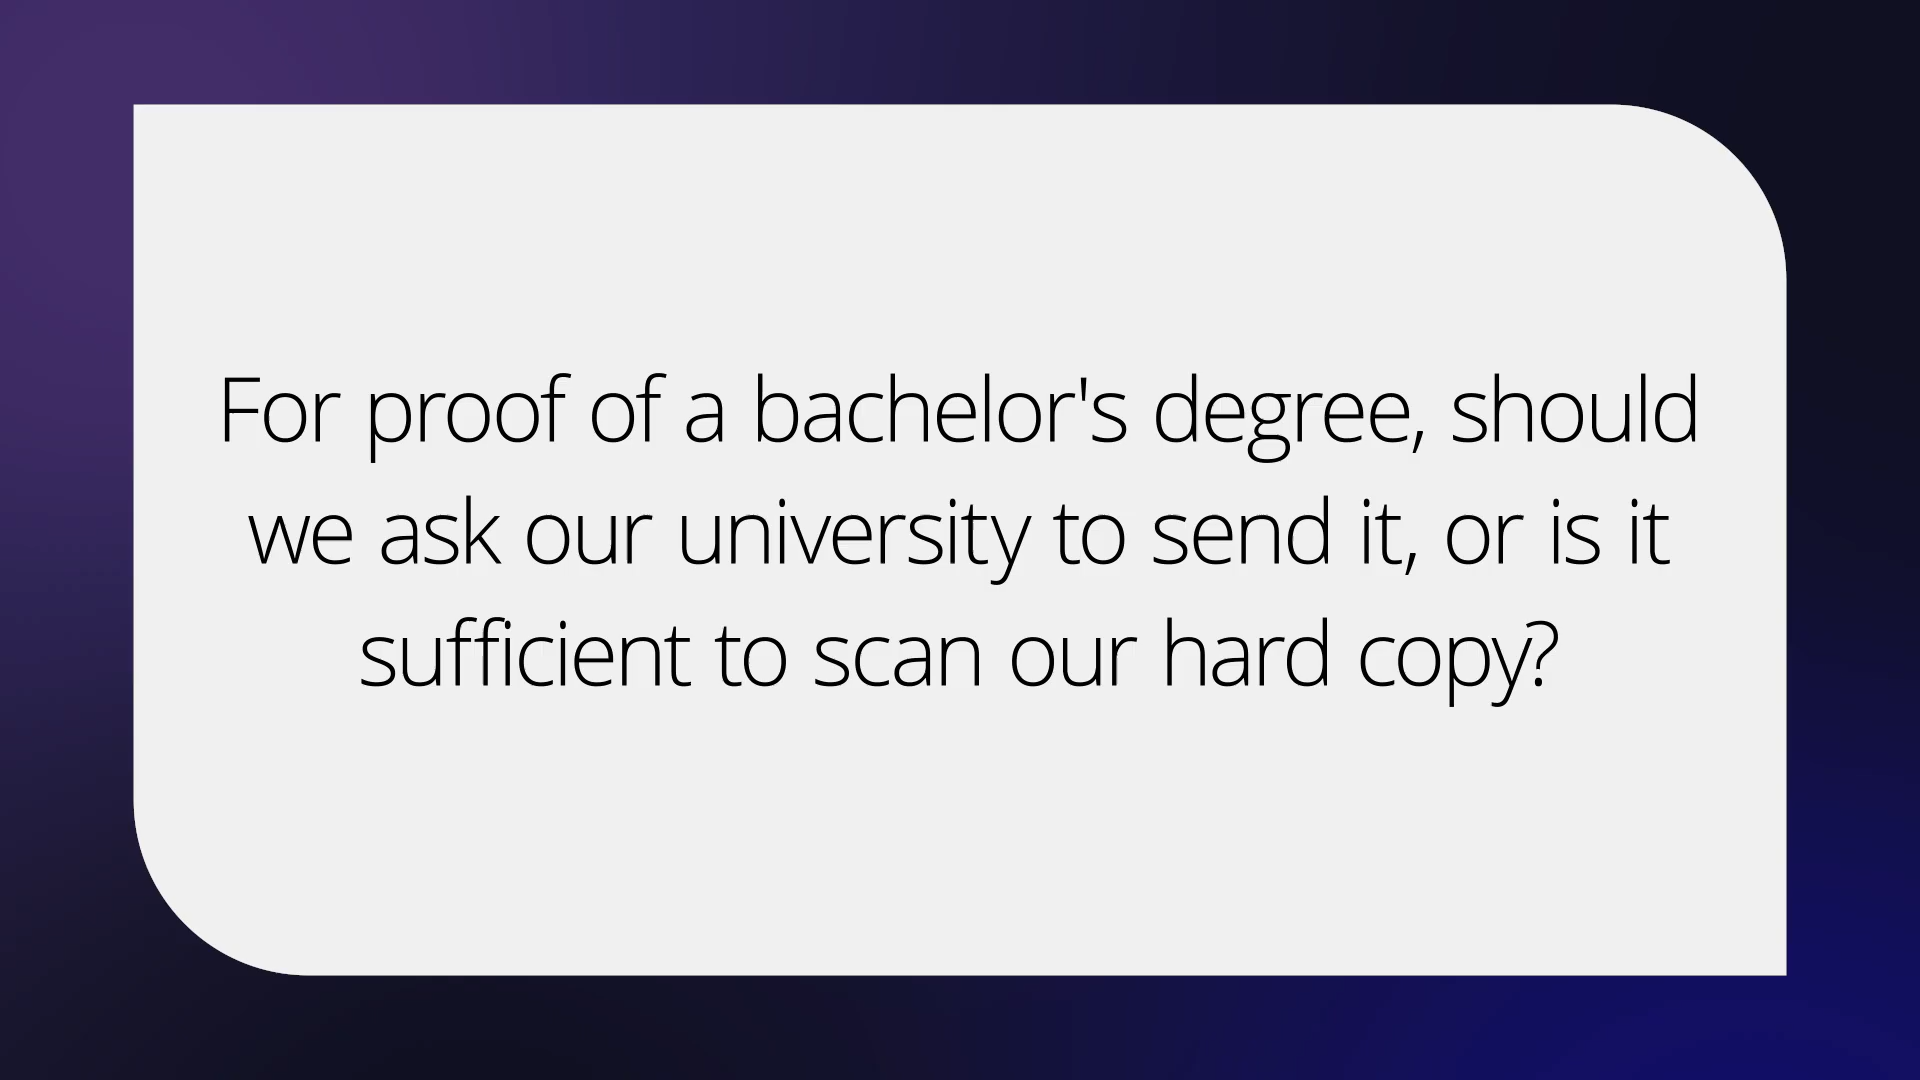 For proof of a bachelor's degree, should
we ask our university to send it, or is it
sufficient to scan our hard copy?